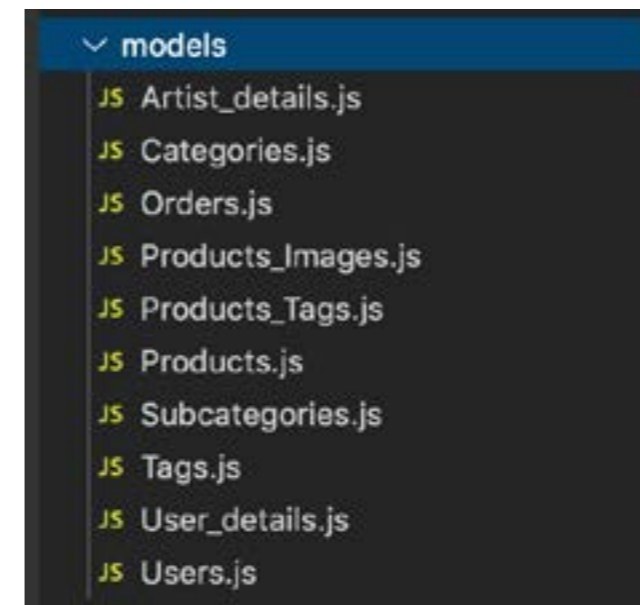 models
JS Artist_details.js
JS Categories.js
JS Orders.js
JS Products_Images.js
JS Products_Tags.js
JS Products.js
JS Subcategories.js
JS Tags.js
JS User_details.js
JS Users.js